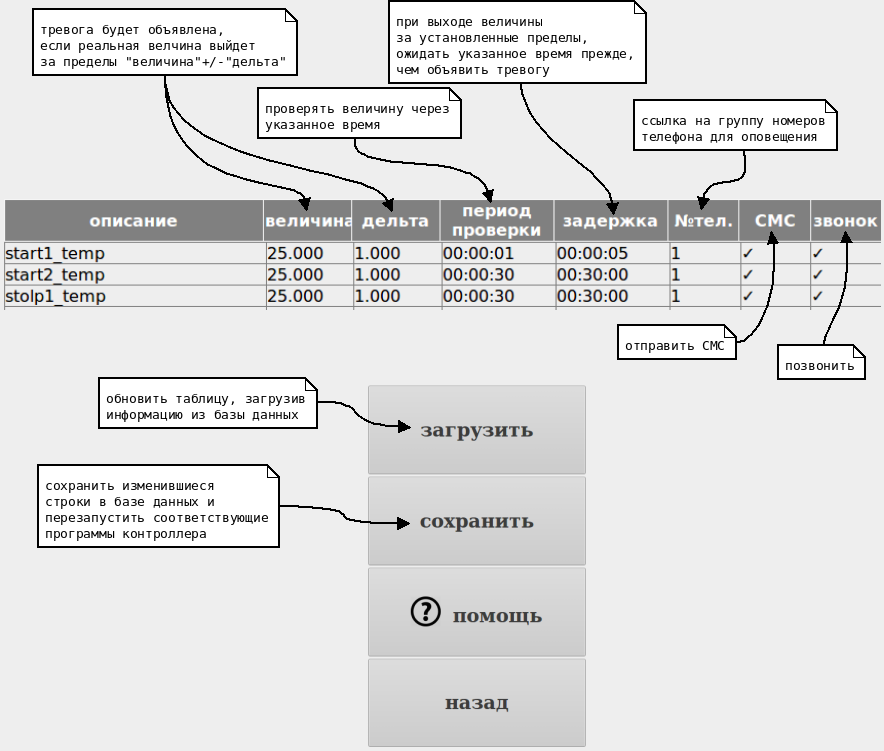 тревога будет объявлена,
если реальная велчина выйдет
за пределы "величина"+/-"дельта"
при выходе величины
за установленные пределы,
ожидать указанное время прежде,
чем объявить тревогу
проверять величину через
указанное время
ссылка на группу номеров
телефона для оповещения
описание величина дельта период проверки задержка №тел. СМС звонок
start1_temp 25.000 1.000 00:00:01 00:00:05 1 ✓ ✓
start2_temp 25.000 1.000 00:00:30 00:30:00 1 ✓ ✓
stolp1_temp 25.000 1.000 00:00:30 00:30:00 1 ✓ ✓
отправить СМС
позвонить
обновить таблицу, загрузив
информацию из базы данных
загрузить
сохранить изменившиеся
строки в базе данных и
перезапустить соответствующие
программы контроллера
сохранить
? помощь
назад